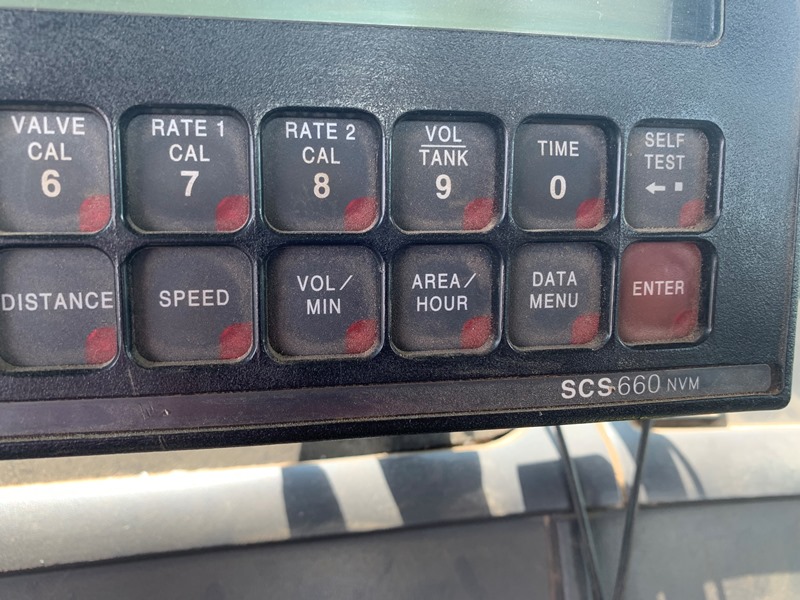 VALVE
CAL
6
RATE 1
CAL
7
RATE 2
CAL
8
VOL
TANK
9
TIME
0
SELF
TEST
← ■
DISTANCE
SPEED
VOL/
MIN
AREA/
HOUR
DATA
MENU
ENTER
SCS-660 NVM